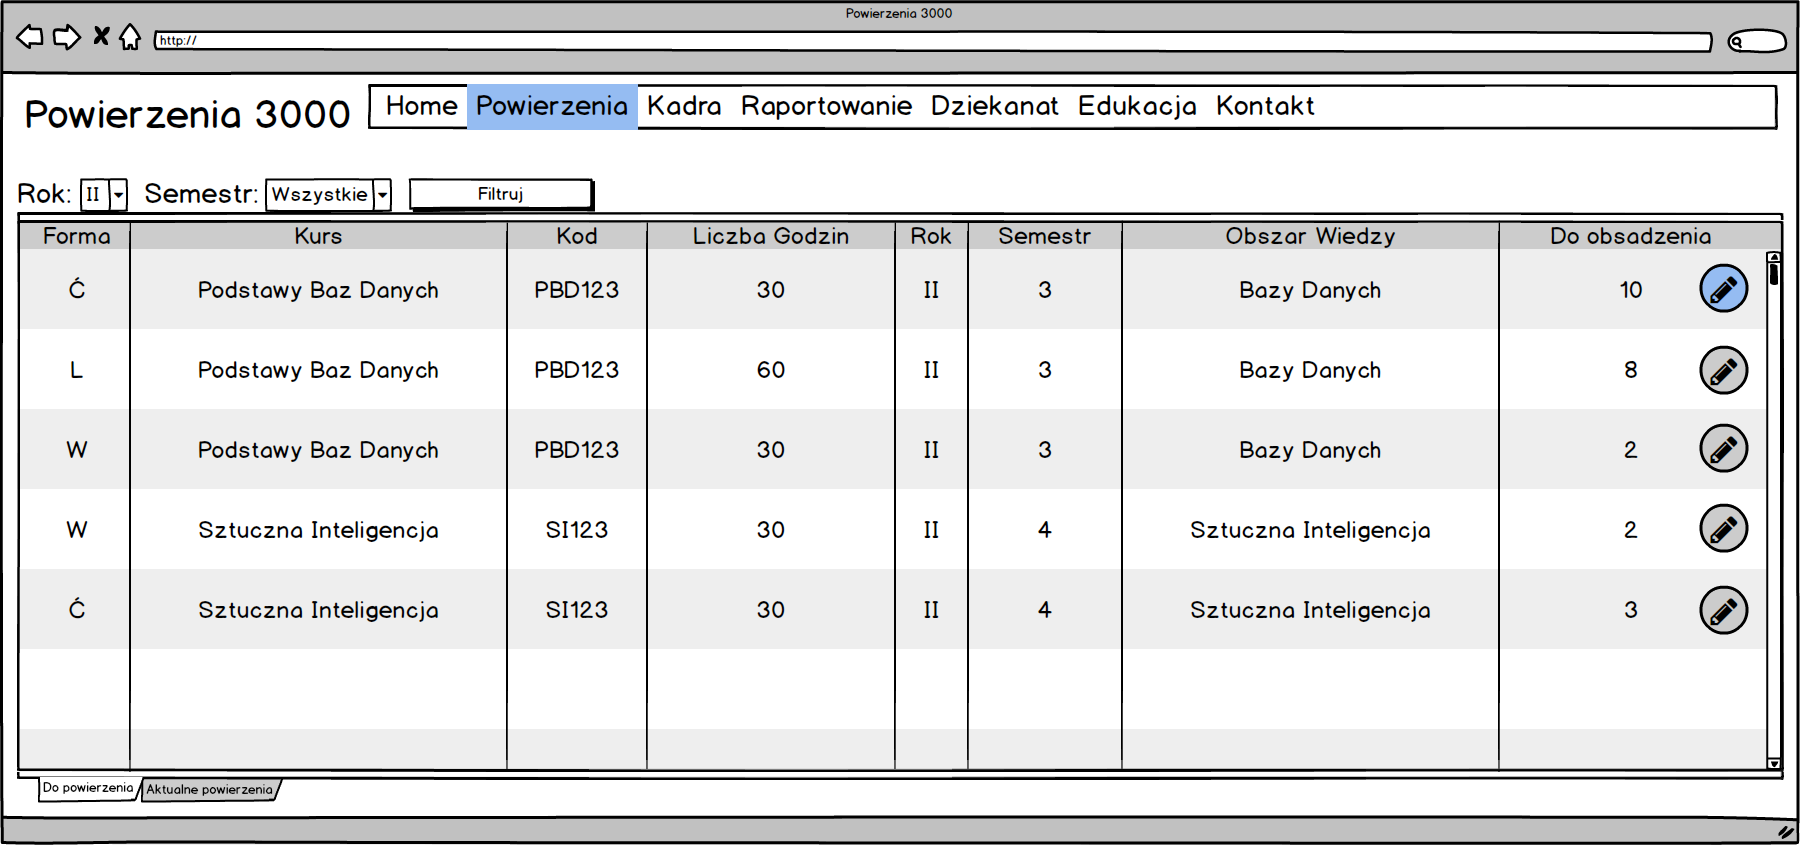 Powierzenia 3000
http://
Powierzenia 3000
Home Powierzenia Kadra Raportowanie Dziekanat Edukacja Kontakt
Rok: II Semestr: Wszystkie Filtruj
Forma Kurs Kod Liczba Godzin Rok Semestr Obszar Wiedzy Do obsadzenia
Ć Podstawy Baz Danych PBD123 30 II 3 Bazy Danych 10
L Podstawy Baz Danych PBD123 60 II 3 Bazy Danych 8
W Podstawy Baz Danych PBD123 30 II 3 Bazy Danych 2
W Sztuczna Inteligencja SI123 30 II 4 Sztuczna Inteligencja 2
Ć Sztuczna Inteligencja SI123 30 II 4 Sztuczna Inteligencja 3
Do powierzenia Aktualne powierzenia